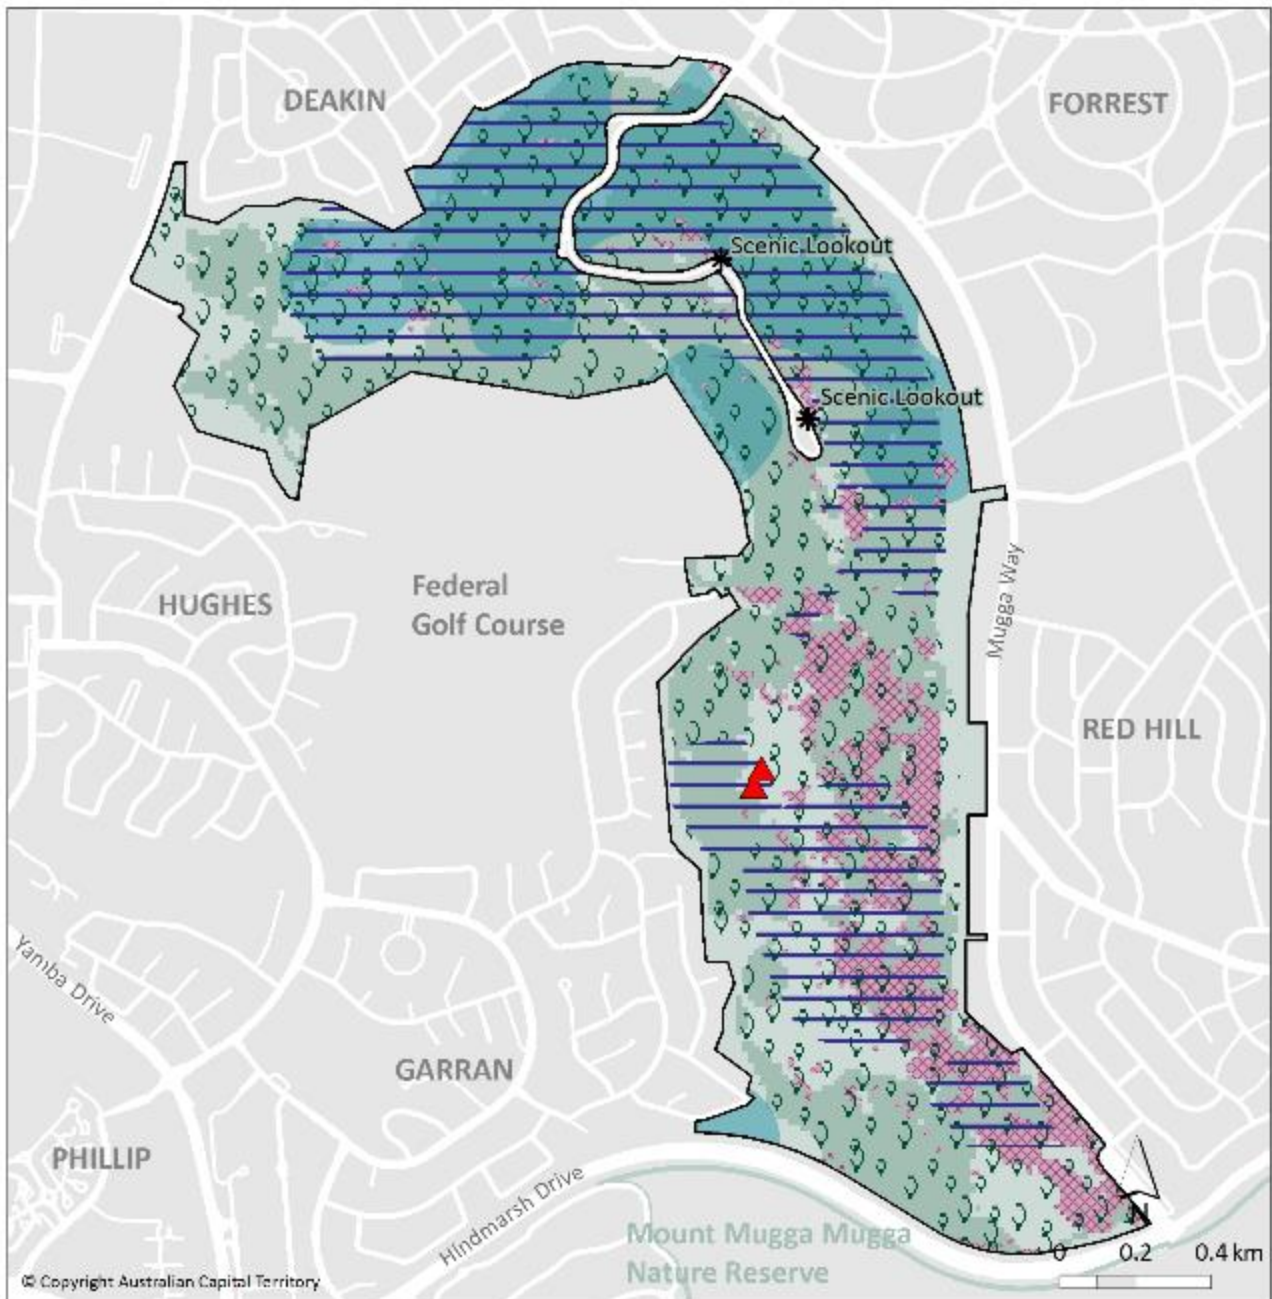 DEAKIN
FORREST
Scenic Lookout
Scenic Lookout
Mugga Way
Federal
Golf Course
HUGHES
RED HILL
Yamba Drive
GARRAN
PHILLIP
Hindmarsh Drive
Mount Mugga Mugga
Nature Reserve
N
0 0.2 0.4 km
© Copyright Australian Capital Territory